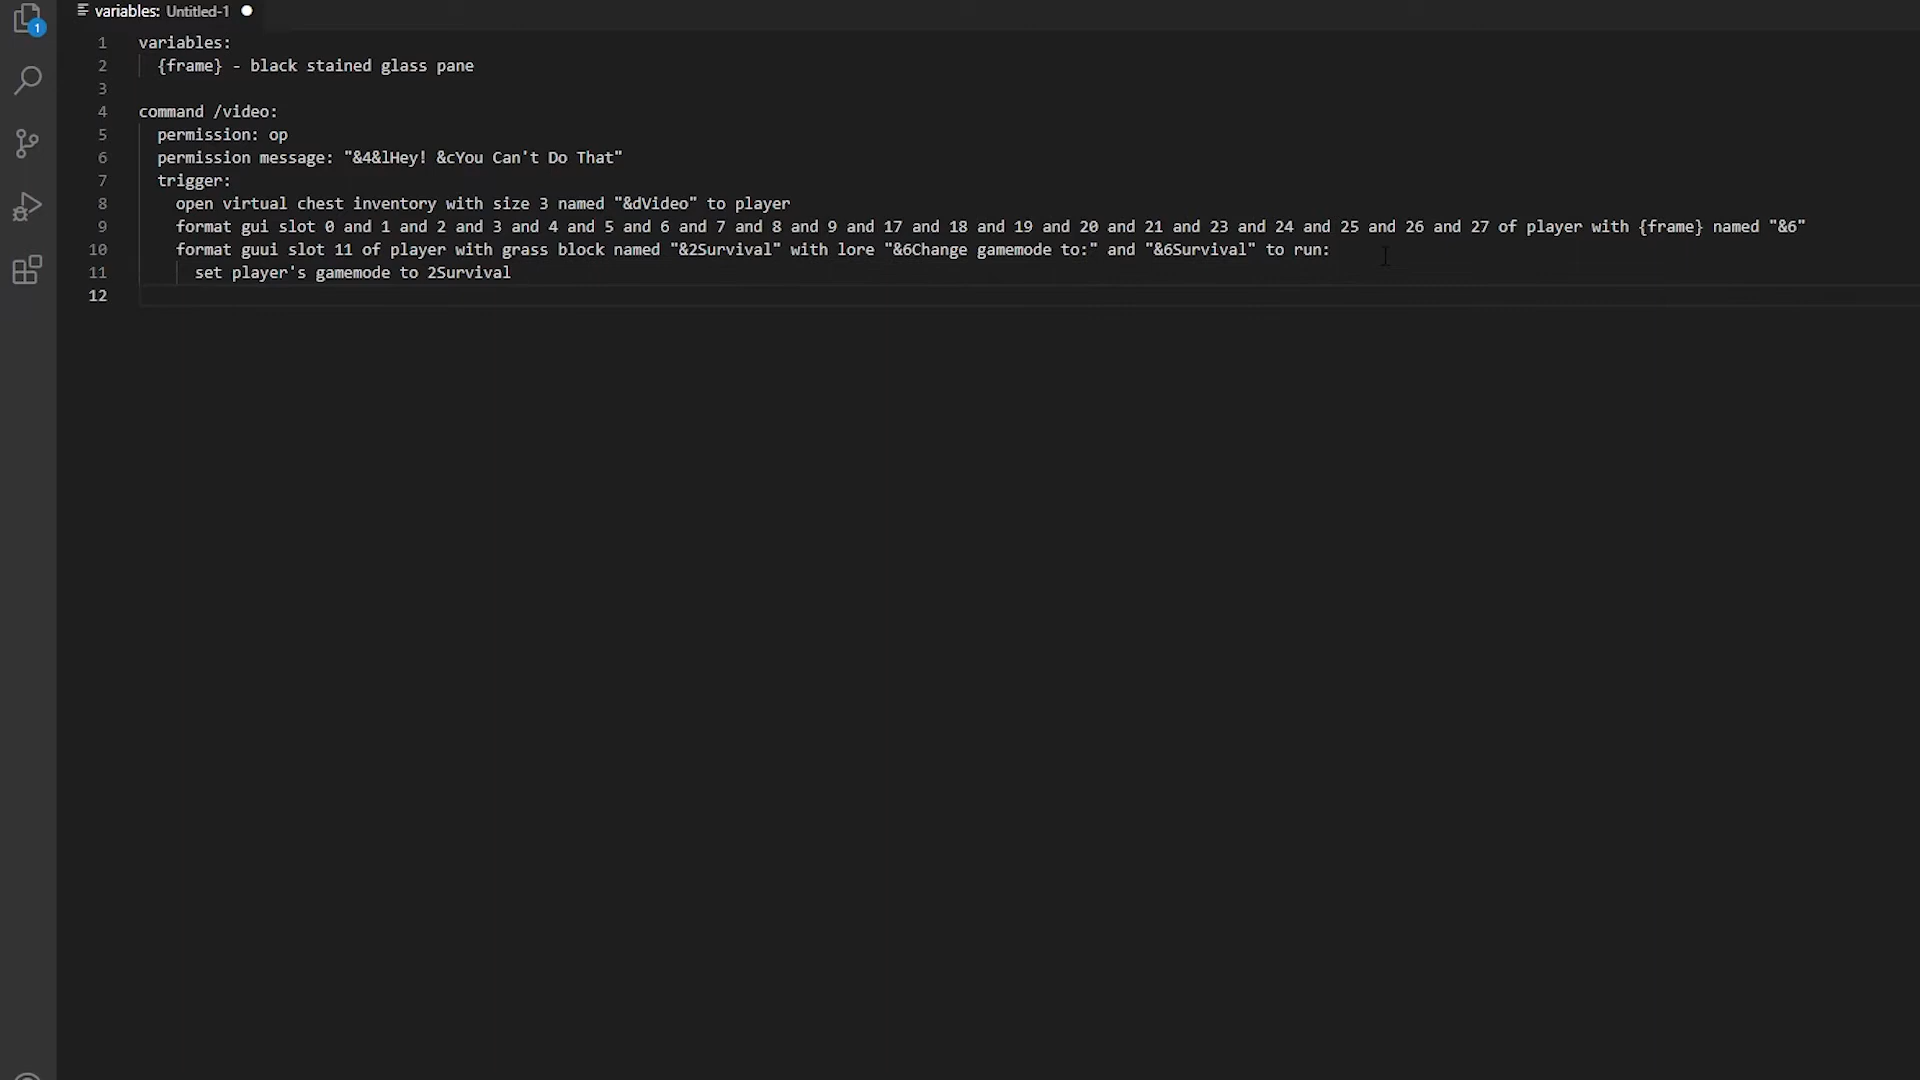 variables: Untitled-1
1
1 variables:
2 {frame} - black stained glass pane
3
4 command /video:
5 permission: op
6 permission message: "&4&lHey! &cYou Can't Do That"
7 trigger:
8 open virtual chest inventory with size 3 named "&dVideo" to player
9 format gui slot 0 and 1 and 2 and 3 and 4 and 5 and 6 and 7 and 8 and 9 and 17 and 18 and 19 and 20 and 21 and 23 and 24 and 25 and 26 and 27 of player with {frame} named "&6"
10 format guui slot 11 of player with grass block named "&2Survival" with lore "&6Change gamemode to:" and "&6Survival" to run:
11 set player's gamemode to 2Survival
12